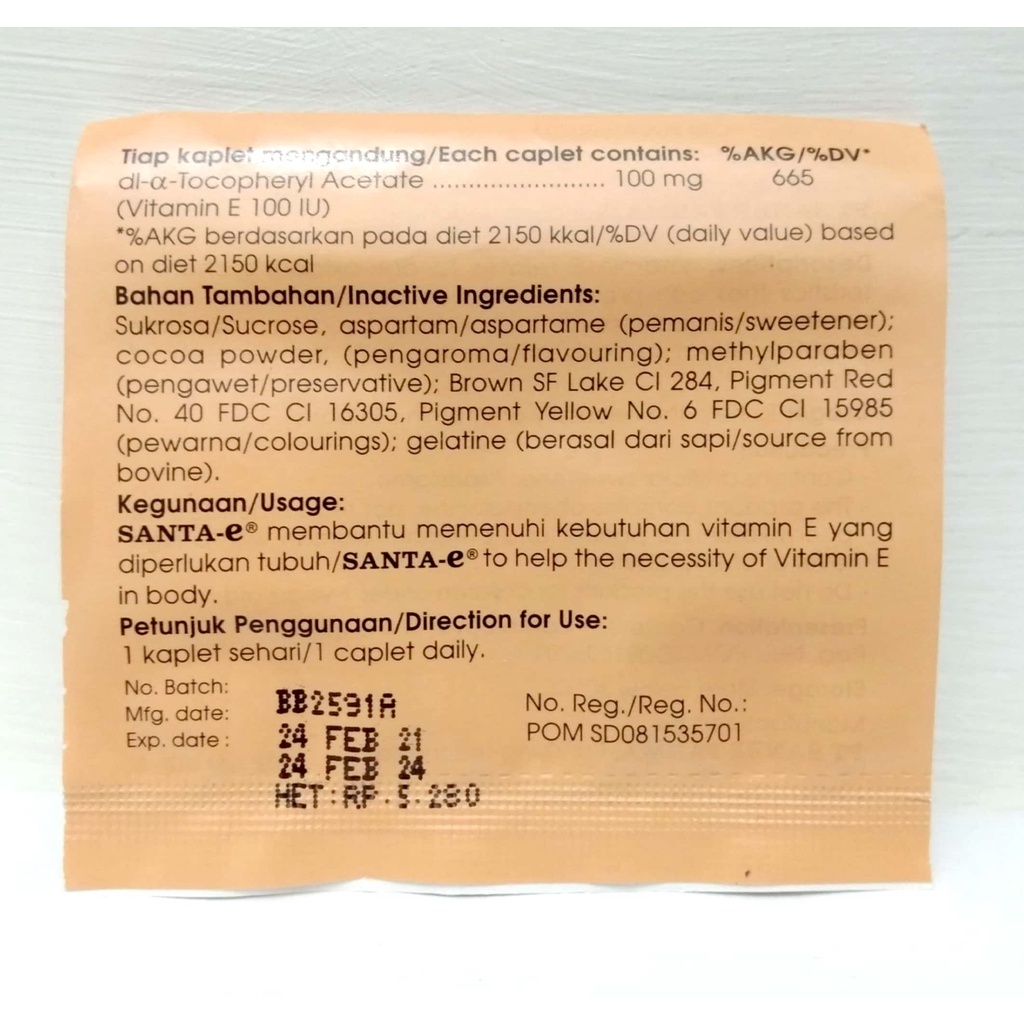 Tiap kaplet mengandung/Each caplet contains: %AKG/%DV*
dl-α-Tocopheryl Acetate ......................... 100 mg 665
(Vitamin E 100 IU)
*%AKG berdasarkan pada diet 2150 kkal/%DV (daily value) based
on diet 2150 kcal
Bahan Tambahan/Inactive Ingredients:
Sukrosa/Sucrose, aspartam/aspartame (pemanis/sweetener);
cocoa powder, (pengaroma/flavouring); methylparaben
(pengawet/preservative); Brown SF Lake CI 284, Pigment Red
No. 40 FDC CI 16305, Pigment Yellow No. 6 FDC CI 15985
(pewarna/colourings); gelatine (berasal dari sapi/source from
bovine).
Kegunaan/Usage:
SANTA-e® membantu memenuhi kebutuhan vitamin E yang
diperlukan tubuh/SANTA-e® to help the necessity of Vitamin E
in body.
Petunjuk Penggunaan/Direction for Use:
1 kaplet sehari/1 caplet daily.
No. Batch: BB2591A
Mfg. date: 24 FEB 21
Exp. date : 24 FEB 24
HET:RP.5.280
No. Reg./Reg. No.:
POM SD081535701